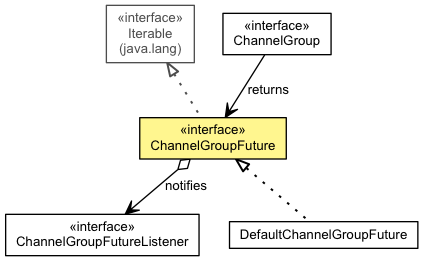 «interface»
Iterable
(java.lang)
«interface»
ChannelGroup
returns
«interface»
ChannelGroupFuture
notifies
«interface»
ChannelGroupFutureListener
DefaultChannelGroupFuture